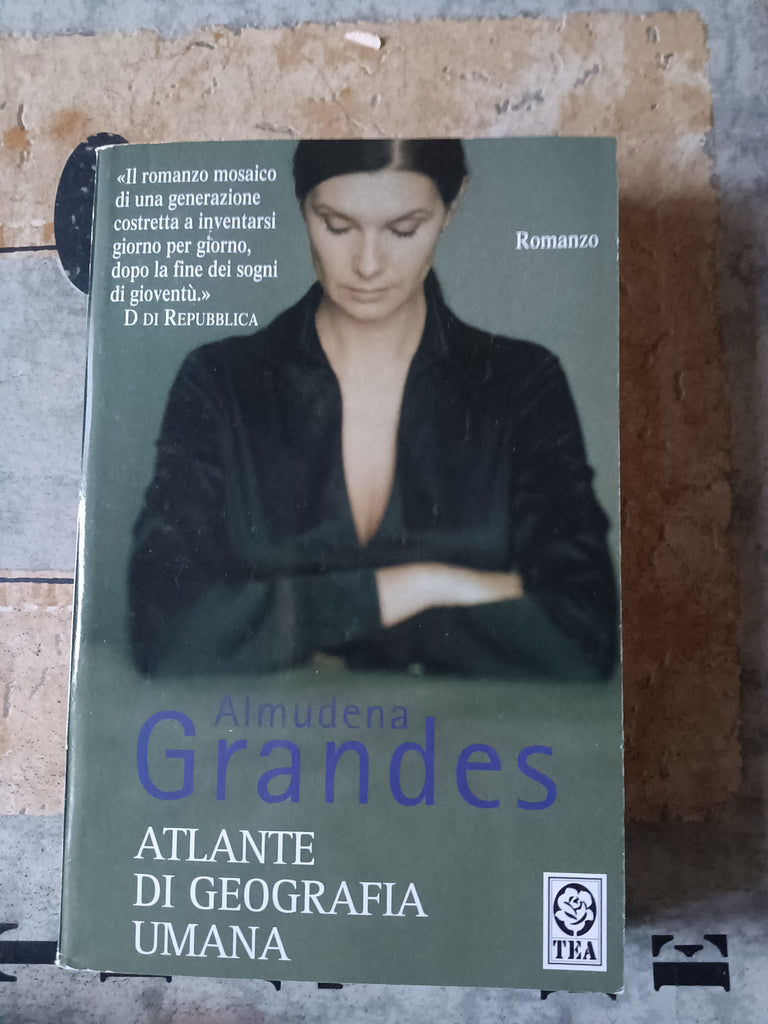 «Il romanzo mosaico
di una generazione
costretta a inventarsi
giorno per giorno,
dopo la fine dei sogni
di gioventù.»
D DI REPUBBLICA
Romanzo
Almudena
Grandes
ATLANTE
DI GEOGRAFIA
UMANA
TEA